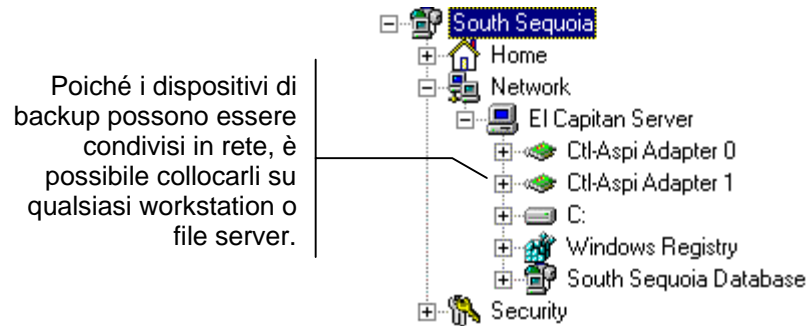 Poiché i dispositivi di
backup possono essere
condivisi in rete, è
possibile collocarli su
qualsiasi workstation o
file server.
South Sequoia
Home
Network
El Capitan Server
Ctl-Aspi Adapter 0
Ctl-Aspi Adapter 1
C:
Windows Registry
South Sequoia Database
Security